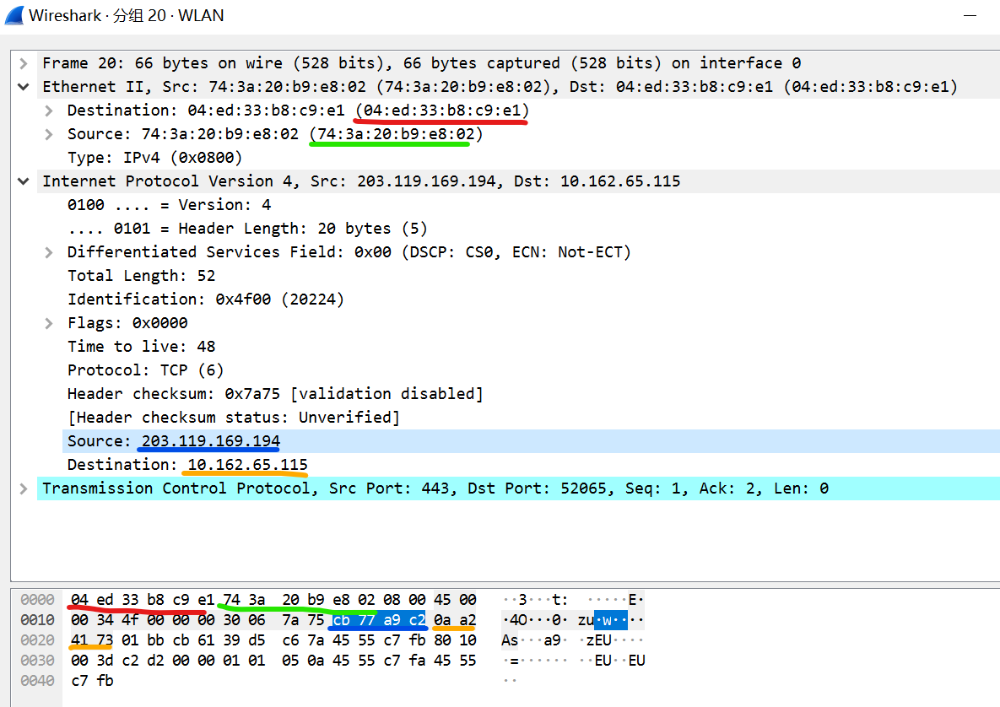 Wireshark · 分组 20 · WLAN
Frame 20: 66 bytes on wire (528 bits), 66 bytes captured (528 bits) on interface 0
Ethernet II, Src: 74:3a:20:b9:e8:02 (74:3a:20:b9:e8:02), Dst: 04:ed:33:b8:c9:e1 (04:ed:33:b8:c9:e1)
Destination: 04:ed:33:b8:c9:e1 (04:ed:33:b8:c9:e1)
Source: 74:3a:20:b9:e8:02 (74:3a:20:b9:e8:02)
Type: IPv4 (0x0800)
Internet Protocol Version 4, Src: 203.119.169.194, Dst: 10.162.65.115
0100 .... = Version: 4
.... 0101 = Header Length: 20 bytes (5)
Differentiated Services Field: 0x00 (DSCP: CS0, ECN: Not-ECT)
Total Length: 52
Identification: 0x4f00 (20224)
Flags: 0x0000
Time to live: 48
Protocol: TCP (6)
Header checksum: 0x7a75 [validation disabled]
[Header checksum status: Unverified]
Source: 203.119.169.194
Destination: 10.162.65.115
Transmission Control Protocol, Src Port: 443, Dst Port: 52065, Seq: 1, Ack: 2, Len: 0
0000 04 ed 33 b8 c9 e1 74 3a 20 b9 e8 02 08 00 45 00 ··3···t: ·····E·
0010 00 34 4f 00 00 00 30 06 7a 75 cb 77 a9 c2 0a a2 ·4O···0· zu·w····
0020 41 73 01 bb cb 61 39 d5 c6 7a 45 55 c7 fb 80 10 As···a9· ·zEU····
0030 00 3d c2 d2 00 00 01 01 05 0a 45 55 c7 fa 45 55 ·=······ ··EU··EU
0040 c7 fb ··